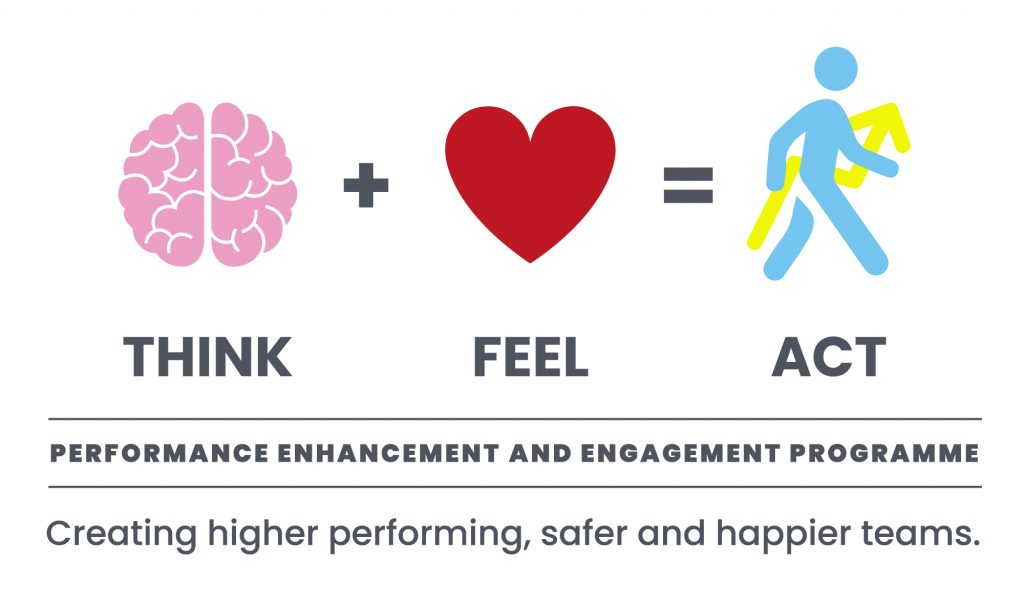 THINK + FEEL = ACT
PERFORMANCE ENHANCEMENT AND ENGAGEMENT PROGRAMME
Creating higher performing, safer and happier teams.